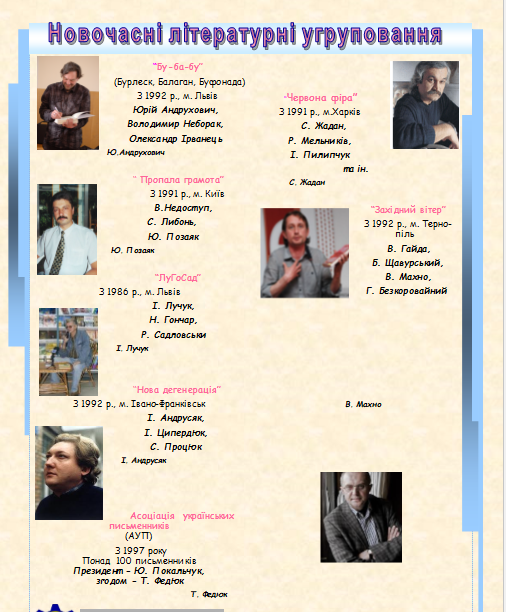 Новочасні літературні угруповання
“Бу-ба-бу”
(Бурлеск, Балаган, Буфонада)
З 1992 р., м. Львів
Юрій Андрухович,
Володимир Неборак,
Олександр Ірванець
Ю.Андрухович
“ Пропала грамота”
З 1991 р., м. Київ
В.Недоступ,
С. Либонь,
Ю. Позаяк
Ю. Позаяк
“ЛуГоСад”
З 1986 р., м. Львів
І. Лучук,
Н. Гончар,
Р. Садловськи
І. Лучук
“Нова дегенерація”
З 1992 р., м. Івано-Франківськ
І. Андрусяк,
І. Ципердюк,
С. Процюк
І. Андрусяк
Асоціація українських
письменників
(АУП)
З 1997 року
Понад 100 письменників
Президент – Ю. Покальчук,
згодом – Т. Федюк
Т. Федюк
“Червона фіра”
З 1991 р., м.Харків
С. Жадан,
Р. Мельників,
І. Пилипчук
та ін.
С. Жадан
“Західний вітер”
З 1992 р., м. Терно-
піль
В. Гайда,
Б. Щавурський,
В. Махно,
Г. Безкоровайний
В. Махно